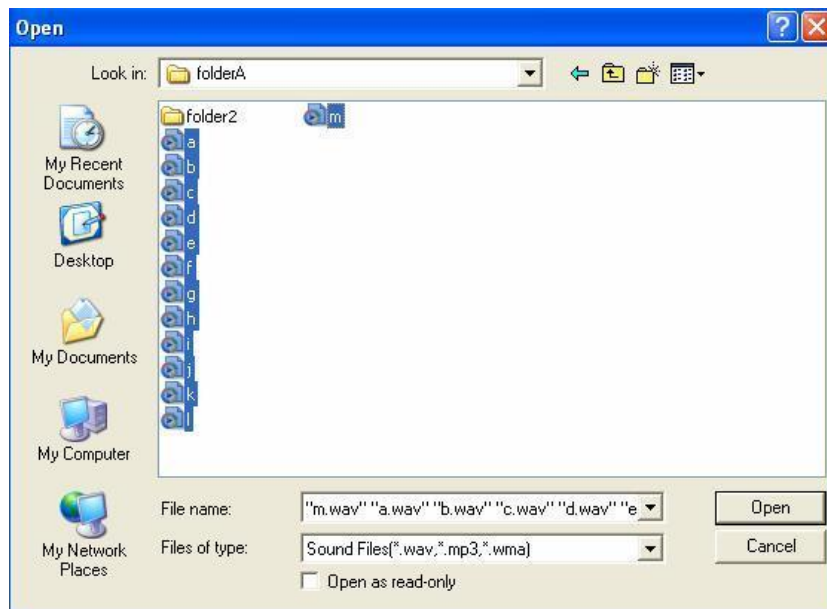 Open
Look in: folderA
My Recent
Documents
Desktop
My Documents
My Computer
My Network
Places
folder2
a
b
c
d
e
f
g
h
i
j
k
l
m
File name: "m.wav" "a.wav" "b.wav" "c.wav" "d.wav" "e
Open
Files of type: Sound Files(*.wav,*.mp3,*.wma)
Cancel
Open as read-only